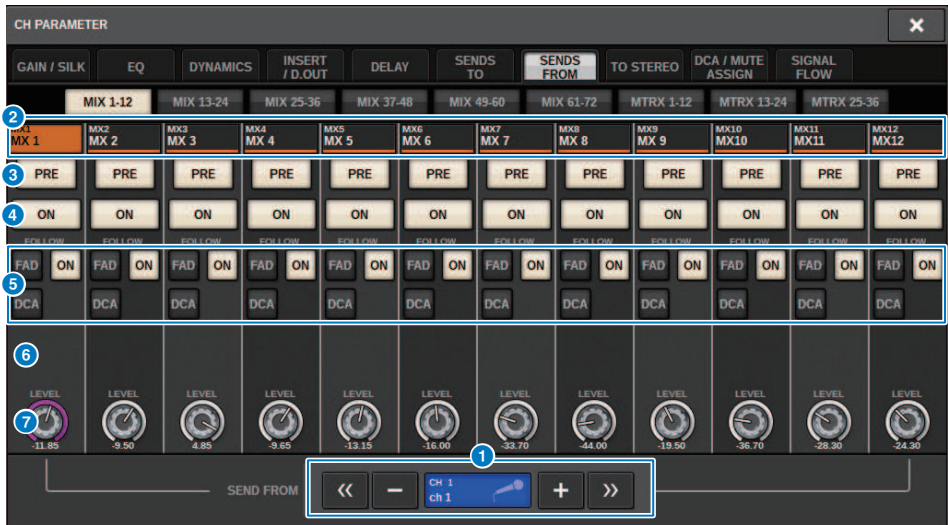 CH PARAMETER
GAIN / SILK EQ DYNAMICS INSERT / D.OUT DELAY SENDS TO SENDS FROM TO STEREO DCA / MUTE ASSIGN SIGNAL FLOW
MIX 1-12 MIX 13-24 MIX 25-36 MIX 37-48 MIX 49-60 MIX 61-72 MTRX 1-12 MTRX 13-24 MTRX 25-36
2
MX1 MX2 MX3 MX4 MX5 MX6 MX7 MX8 MX9 MX10 MX11 MX12
MX 1 MX 2 MX 3 MX 4 MX 5 MX 6 MX 7 MX 8 MX 9 MX10 MX11 MX12
3 PRE PRE PRE PRE PRE PRE PRE PRE PRE PRE PRE PRE
4 ON ON ON ON ON ON ON ON ON ON ON ON
FOLLOW FOLLOW FOLLOW FOLLOW FOLLOW FOLLOW FOLLOW FOLLOW FOLLOW FOLLOW FOLLOW FOLLOW
FAD ON FAD ON FAD ON FAD ON FAD ON FAD ON FAD ON FAD ON FAD ON FAD ON FAD ON FAD ON
5
DCA DCA DCA DCA DCA DCA DCA DCA DCA DCA DCA DCA
6
LEVEL LEVEL LEVEL LEVEL LEVEL LEVEL LEVEL LEVEL LEVEL LEVEL LEVEL LEVEL
7
-11.85 -9.50 4.85 -9.65 -13.15 -16.00 -33.70 -44.00 -19.50 -36.70 -28.30 -24.30
1
SEND FROM « − CH 1 + »
ch 1